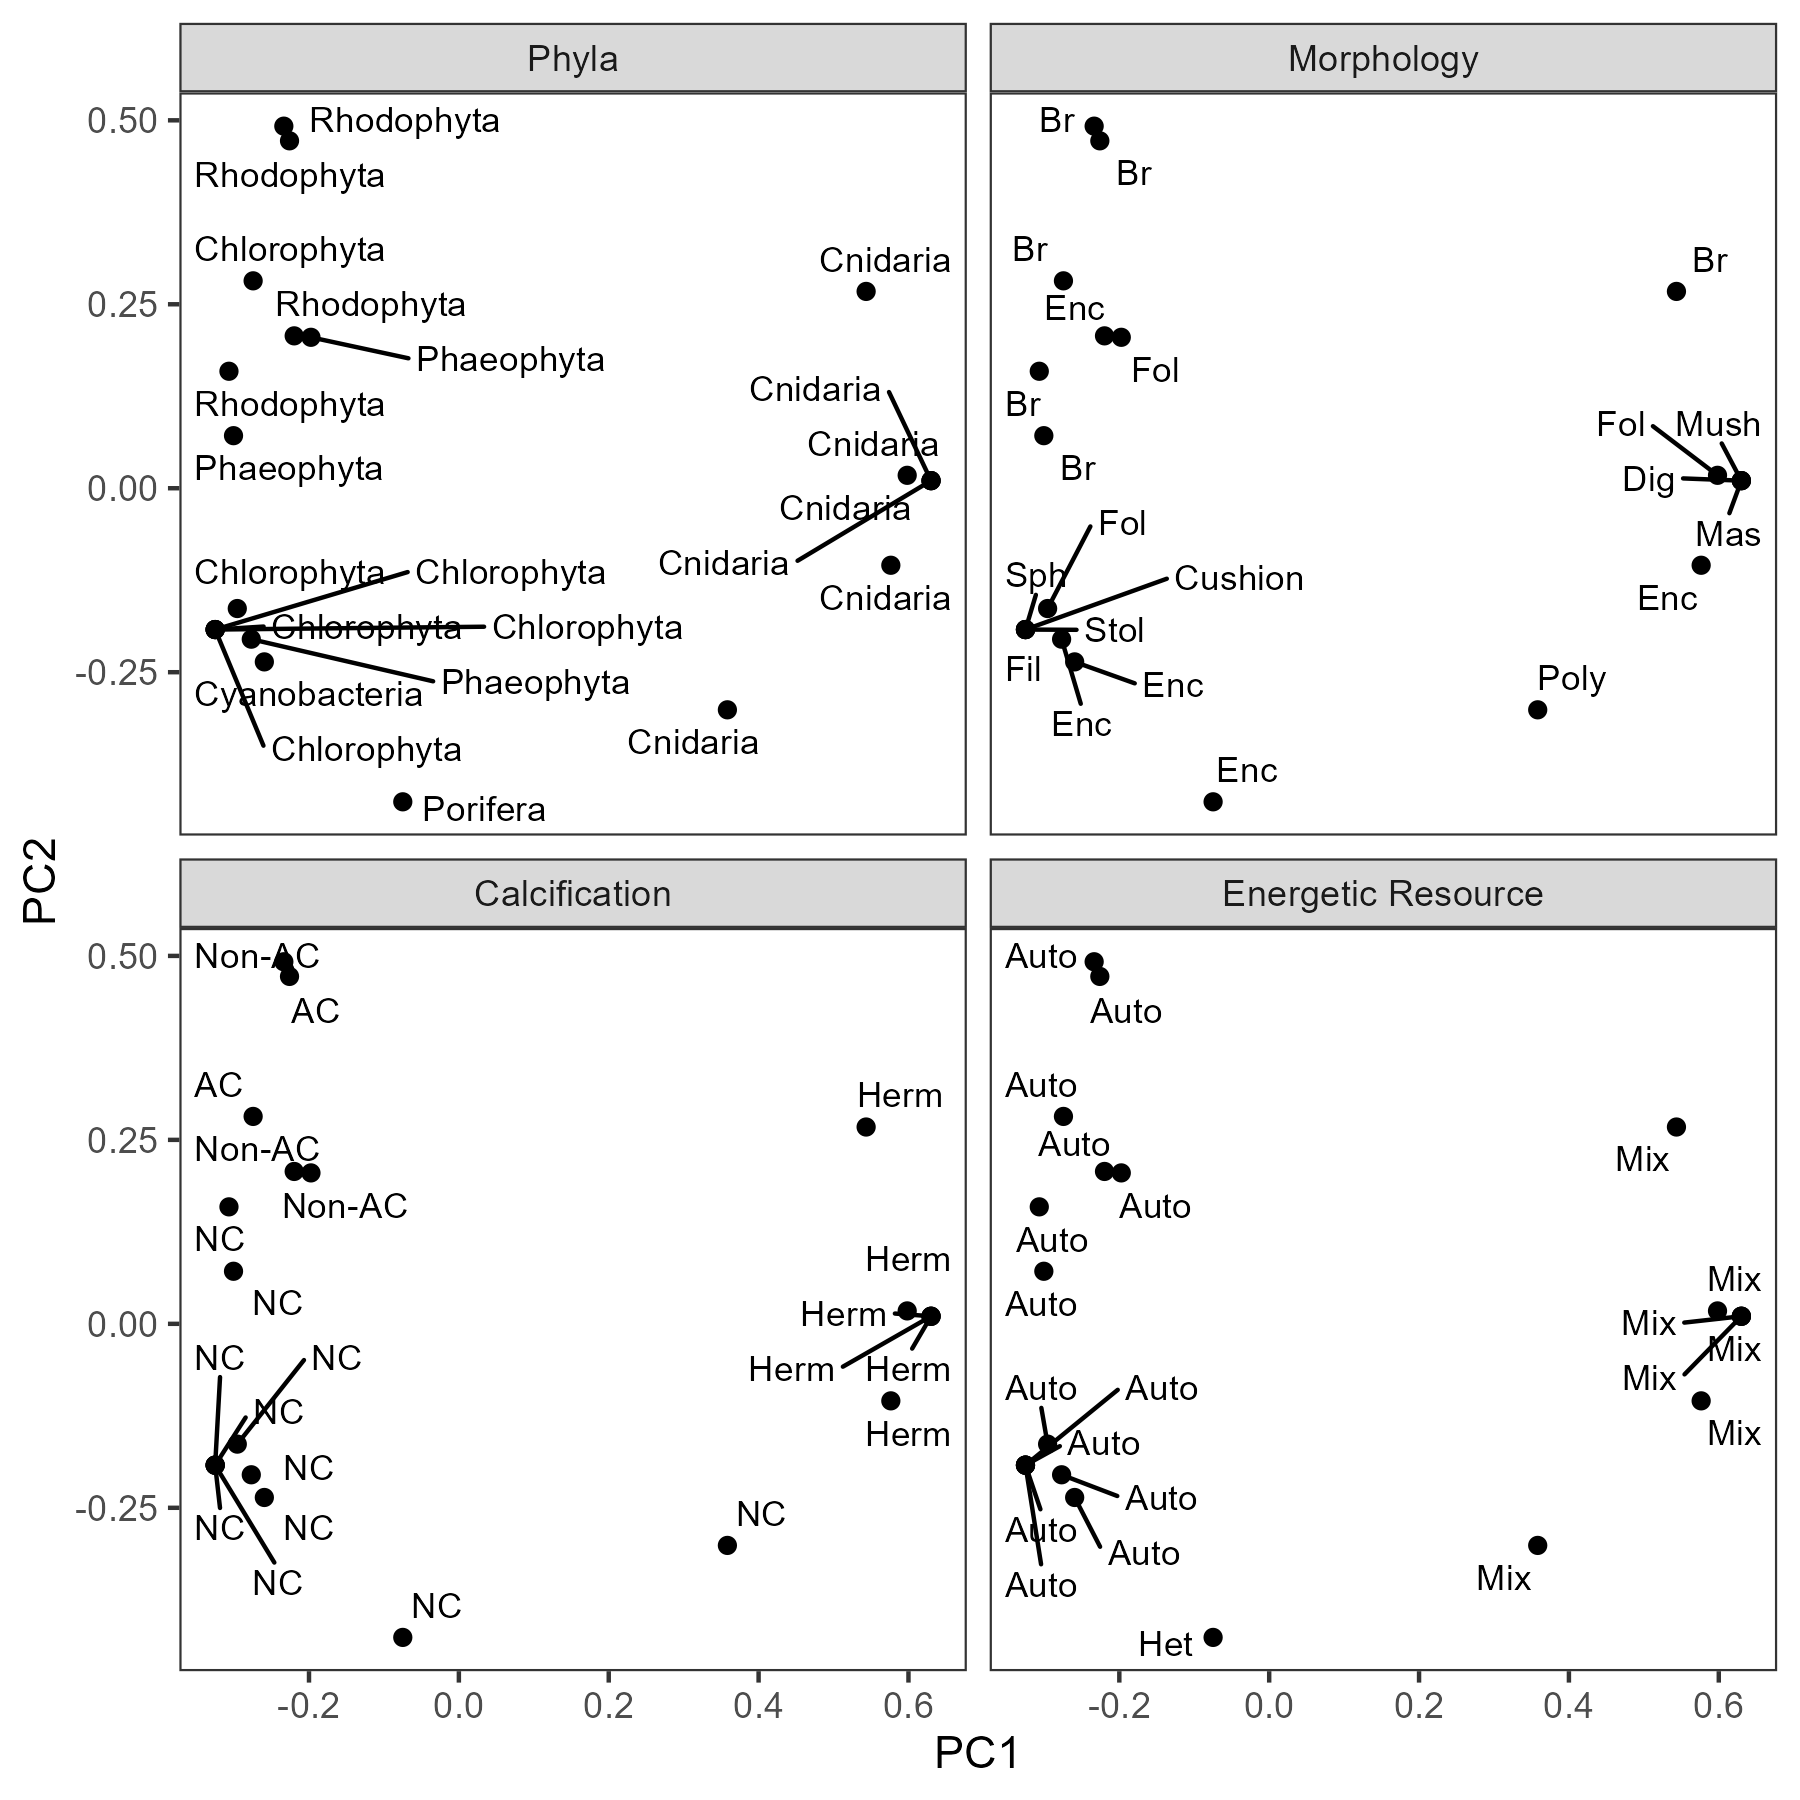 Phyla
Morphology
0.50
0.25
0.00
-0.25
Rhodophyta
Rhodophyta
Chlorophyta
Rhodophyta
Phaeophyta
Rhodophyta
Phaeophyta
Cnidaria
Cnidaria
Cnidaria
Cnidaria
Cnidaria
Cnidaria
Chlorophyta
Chlorophyta
Chlorophyta
Chlorophyta
Phaeophyta
Cyanobacteria
Chlorophyta
Cnidaria
Porifera
Br
Br
Br
Br
Enc
Fol
Br
Br
Fol
Mush
Dig
Mas
Fol
Sph
Cushion
Enc
Stol
Fil
Enc
Enc
Poly
Enc
PC2
Calcification
Energetic Resource
0.50
0.25
0.00
-0.25
Non-AC
AC
AC
Herm
Non-AC
Non-AC
NC
Herm
NC
Herm
NC
NC
Herm
Herm
NC
Herm
NC
NC
NC
NC
NC
NC
Auto
Auto
Auto
Auto
Mix
Auto
Auto
Mix
Auto
Mix
Mix
Mix
Auto
Auto
Auto
Mix
Auto
Auto
Auto
Mix
Auto
Het
-0.2
0.0
0.2
0.4
0.6
-0.2
0.0
0.2
0.4
0.6
PC1